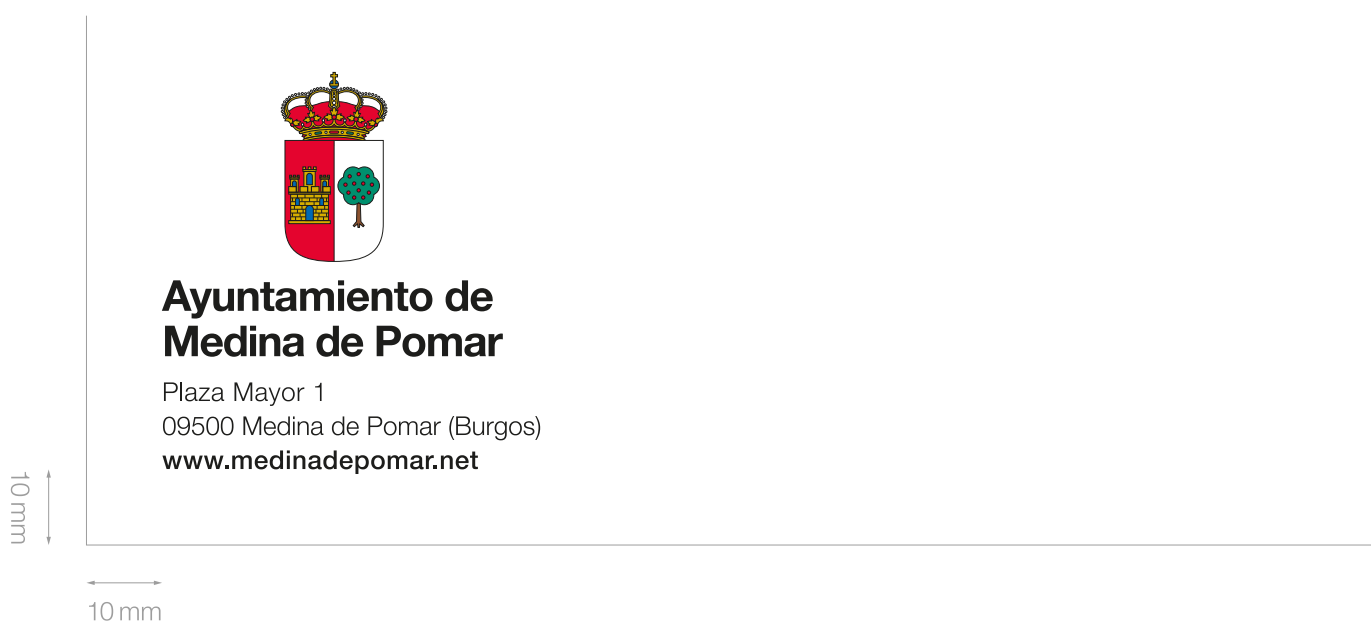 Ayuntamiento de
Medina de Pomar
Plaza Mayor 1
09500 Medina de Pomar (Burgos)
www.medinadepomar.net
10 mm
10 mm